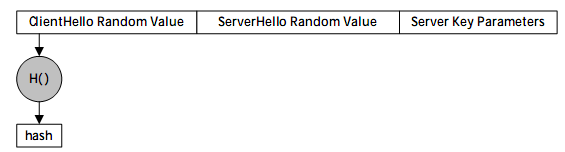 ClientHello Random Value ServerHello Random Value Server Key Parameters
H()
hash